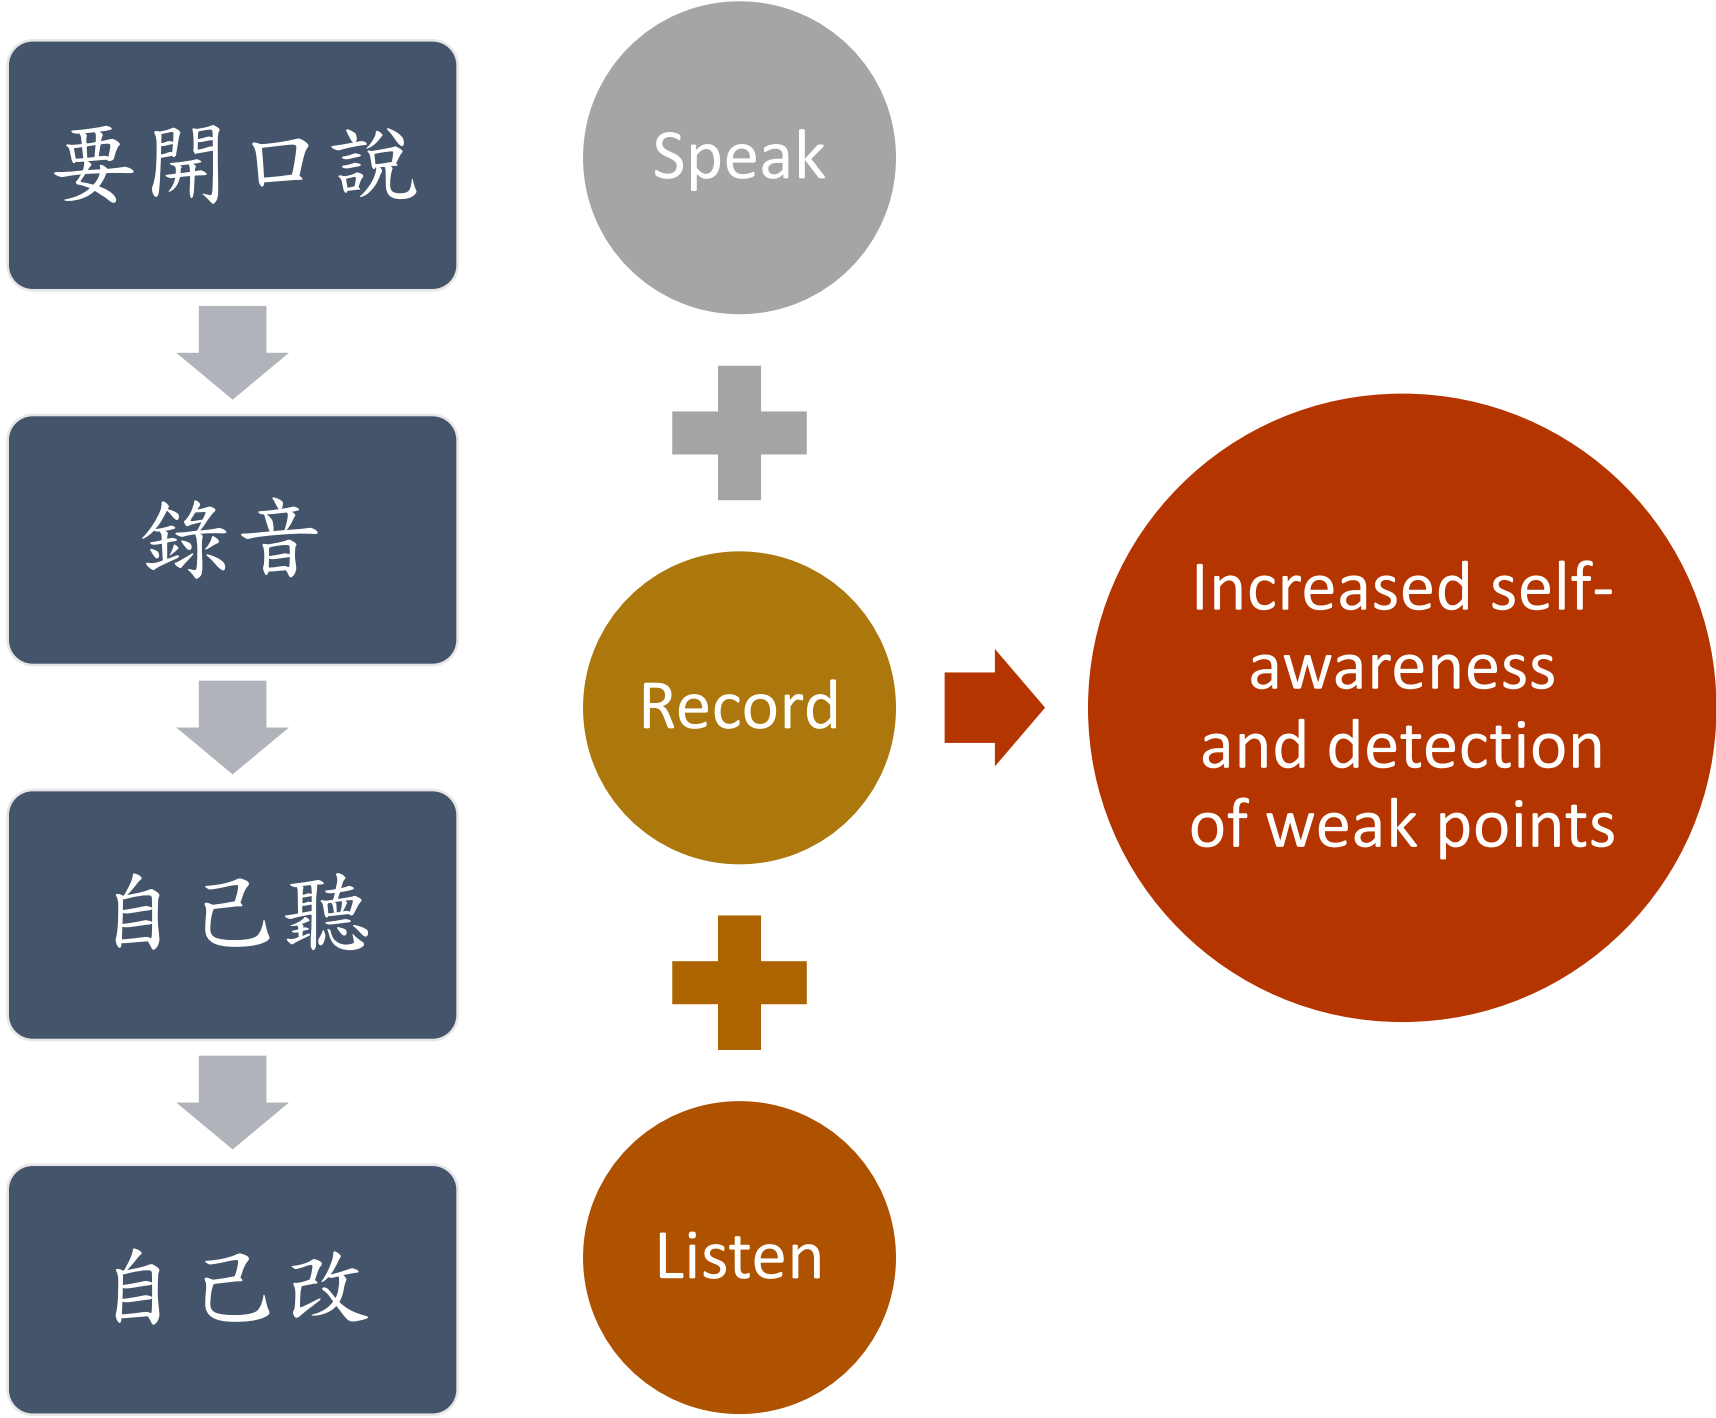 要開口說
錄音
自己聽
自己改
Speak
Record
Listen
Increased self-
awareness
and detection
of weak points